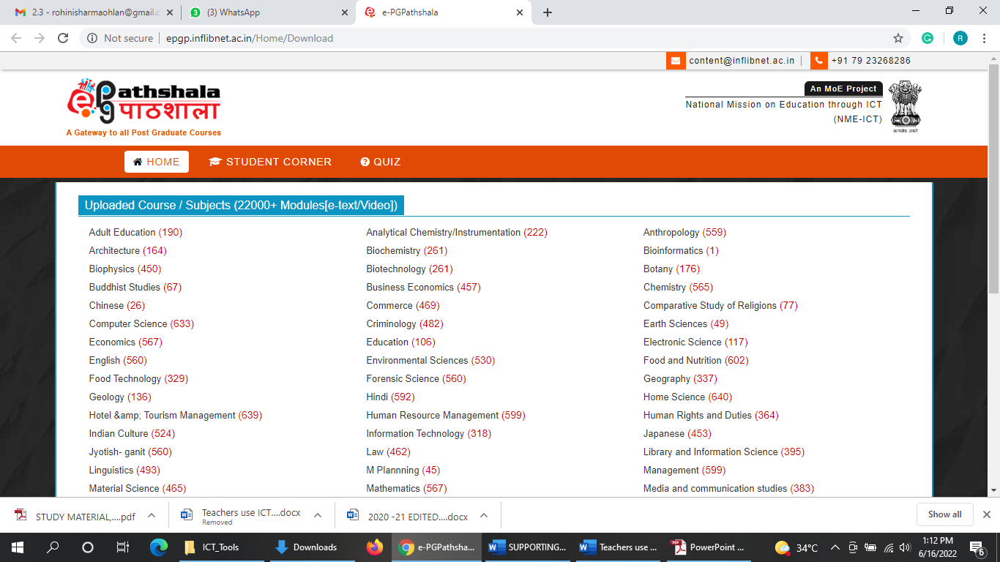 2.3 - rohinisharmaohlan@gmail.c
(3) WhatsApp
e-PGPathshala
Not secure | epgp.inflibnet.ac.in/Home/Download
R
content@inflibnet.ac.in | +91 79 23268286
ePG Pathshala
पाठशाला
A Gateway to all Post Graduate Courses
An MoE Project
National Mission on Education through ICT
(NME-ICT)
सत्यमेव जयते
HOME STUDENT CORNER QUIZ
Uploaded Course / Subjects (22000+ Modules[e-text/Video])
Adult Education (190) Analytical Chemistry/Instrumentation (222) Anthropology (559)
Architecture (164) Biochemistry (261) Bioinformatics (1)
Biophysics (450) Biotechnology (261) Botany (176)
Buddhist Studies (67) Business Economics (457) Chemistry (565)
Chinese (26) Commerce (469) Comparative Study of Religions (77)
Computer Science (633) Criminology (482) Earth Sciences (49)
Economics (567) Education (106) Electronic Science (117)
English (560) Environmental Sciences (530) Food and Nutrition (602)
Food Technology (329) Forensic Science (560) Geography (337)
Geology (136) Hindi (592) Home Science (640)
Hotel &amp; Tourism Management (639) Human Resource Management (599) Human Rights and Duties (364)
Indian Culture (524) Information Technology (318) Japanese (453)
Jyotish- ganit (560) Law (462) Library and Information Science (395)
Linguistics (493) M Plannning (45) Management (599)
Material Science (465) Mathematics (567) Media and communication studies (383)
STUDY MATERIAL,....pdf
Teachers use ICT....docx
Removed
2020 -21 EDITED....docx
Show all
ICT_Tools
Downloads
e-PGPathsha...
SUPPORTING...
Teachers use ...
PowerPoint ...
34°C
1:12 PM
6/16/2022
6